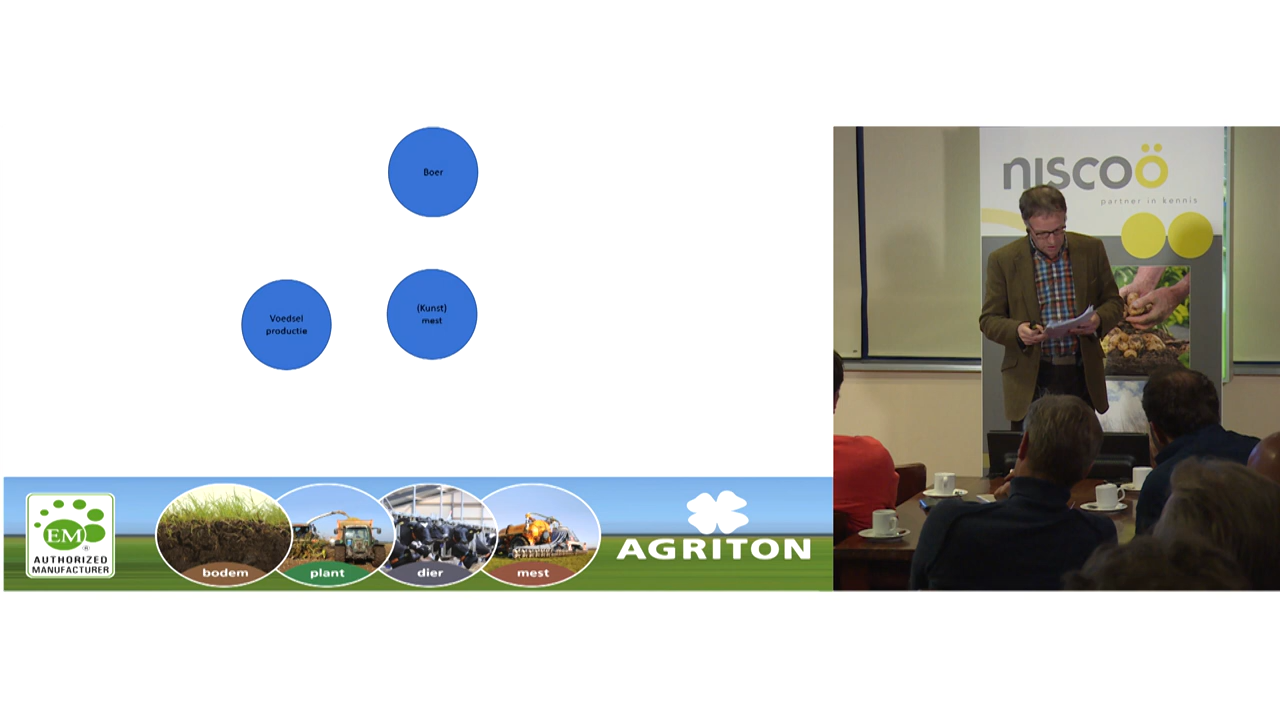 Boer
(Kunst)
mest
Voedsel
productie
EM
®
AUTHORIZED
MANUFACTURER
bodem
plant
dier
mest
AGRITON
niscoö
partner in kennis